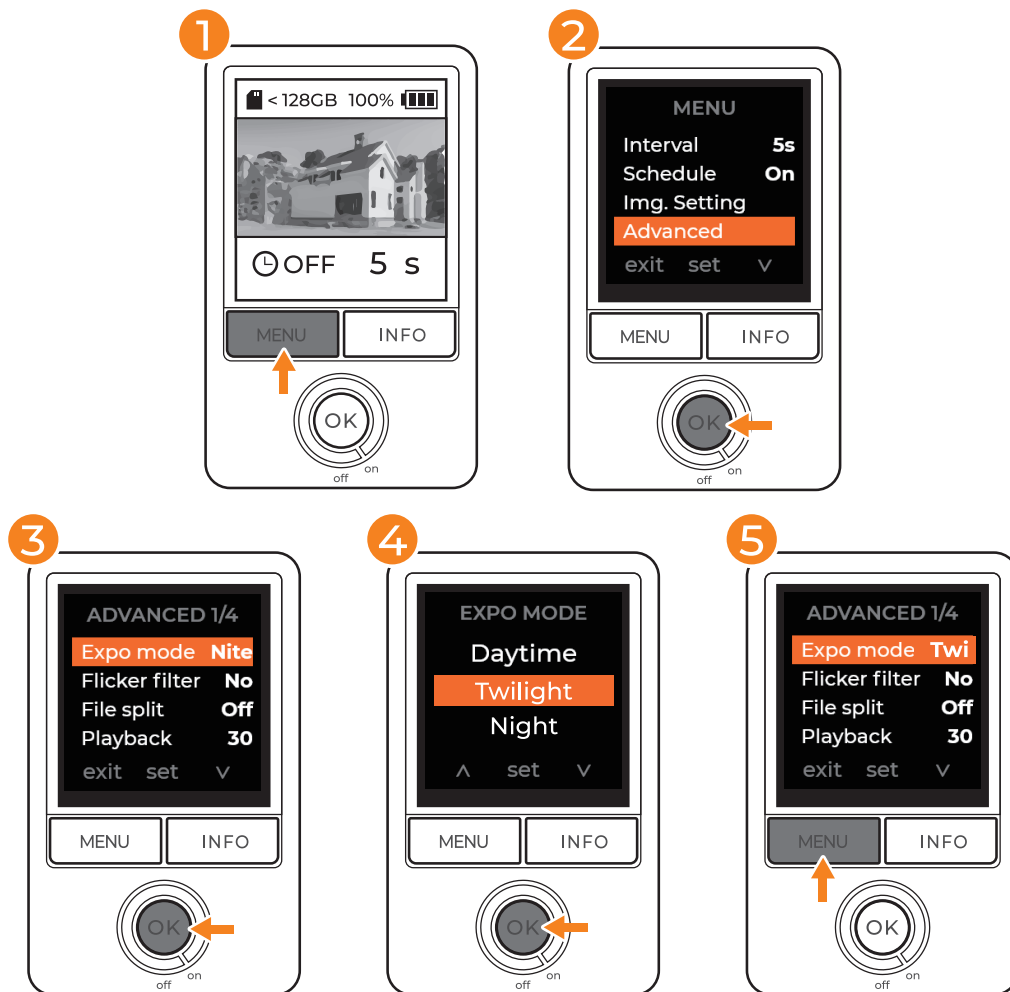 1
< 128GB 100%
OFF 5 s
MENU INFO
OK
on
off
2
MENU
Interval 5s
Schedule On
Img. Setting
Advanced
exit set ∨
MENU INFO
OK
on
off
3
ADVANCED 1/4
Expo mode Nite
Flicker filter No
File split Off
Playback 30
exit set ∨
MENU INFO
OK
on
off
4
EXPO MODE
Daytime
Twilight
Night
∧ set ∨
MENU INFO
OK
on
off
5
ADVANCED 1/4
Expo mode Twi
Flicker filter No
File split Off
Playback 30
exit set ∨
MENU INFO
OK
on
off